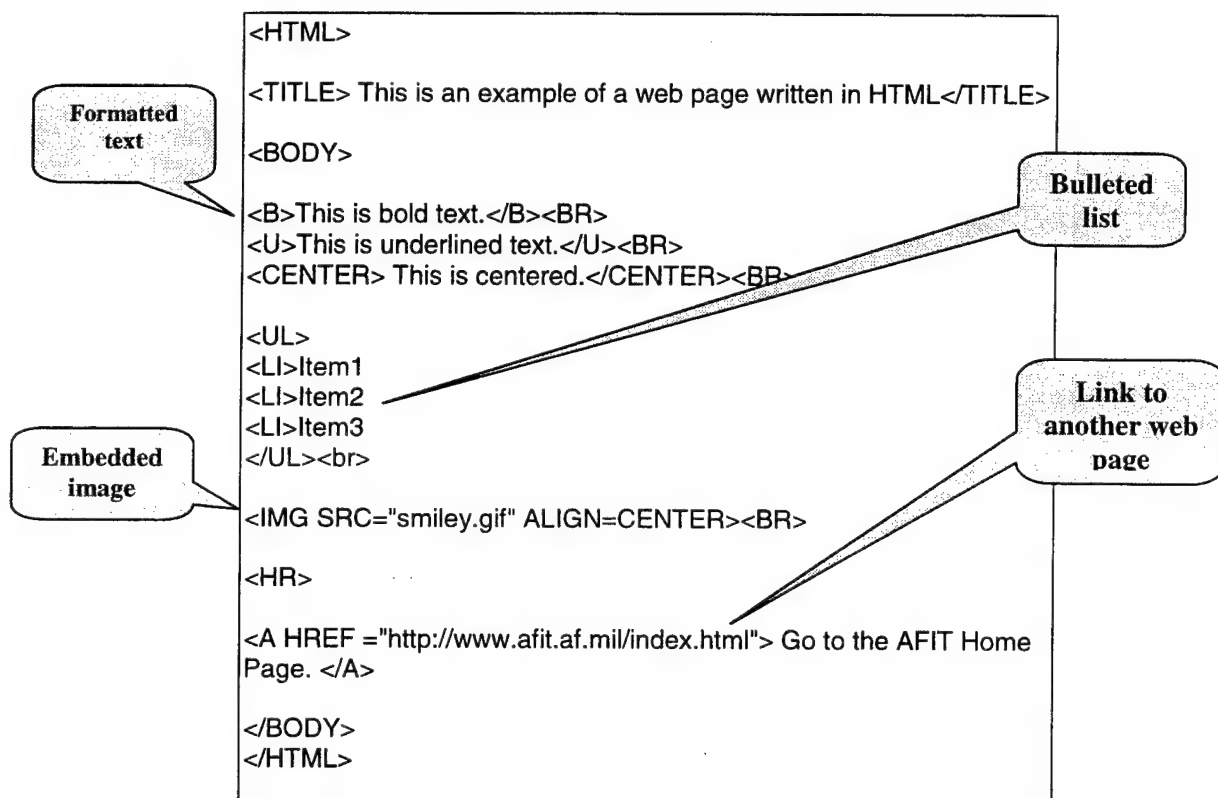 <HTML>
<TITLE> This is an example of a web page written in HTML</TITLE>
Formatted
text
<BODY>
Bulleted
list
<B>This is bold text.</B><BR>
<U>This is underlined text.</U><BR>
<CENTER> This is centered.</CENTER><BR>
<UL>
<LI>Item1
<LI>Item2
<LI>Item3
</UL><br>
Link to
another web
page
Embedded
image
<IMG SRC="smiley.gif" ALIGN=CENTER><BR>
<HR>
<A HREF ="http://www.afit.af.mil/index.html"> Go to the AFIT Home
Page. </A>
</BODY>
</HTML>